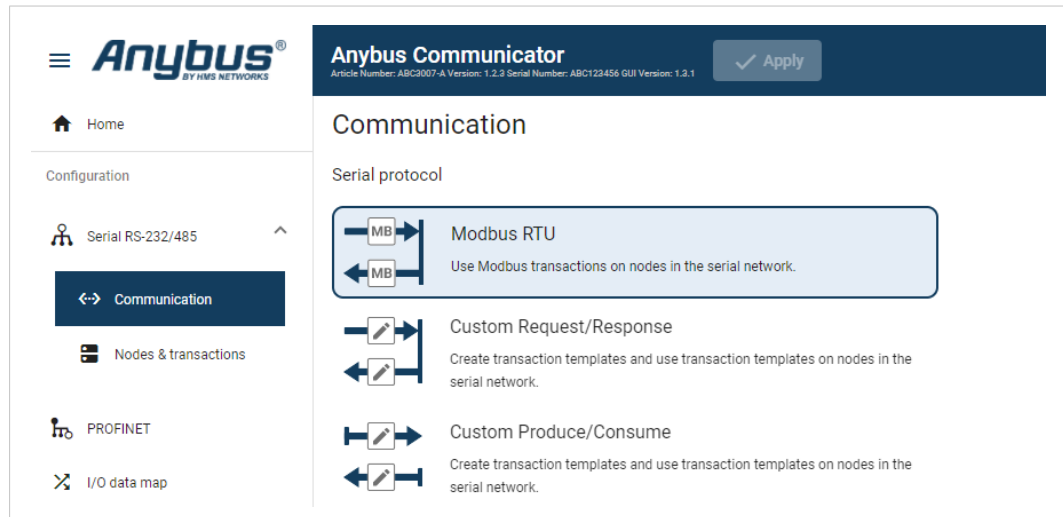 Anybus®
BY HMS NETWORKS
Anybus Communicator
Article Number: ABC3007-A Version: 1.2.3 Serial Number: ABC123456 GUI Version: 1.3.1
Apply
Home
Configuration
Serial RS-232/485
Communication
Nodes & transactions
PROFINET
I/O data map
Communication
Serial protocol
MB
MB
Modbus RTU
Use Modbus transactions on nodes in the serial network.
Custom Request/Response
Create transaction templates and use transaction templates on nodes in the
serial network.
Custom Produce/Consume
Create transaction templates and use transaction templates on nodes in the
serial network.